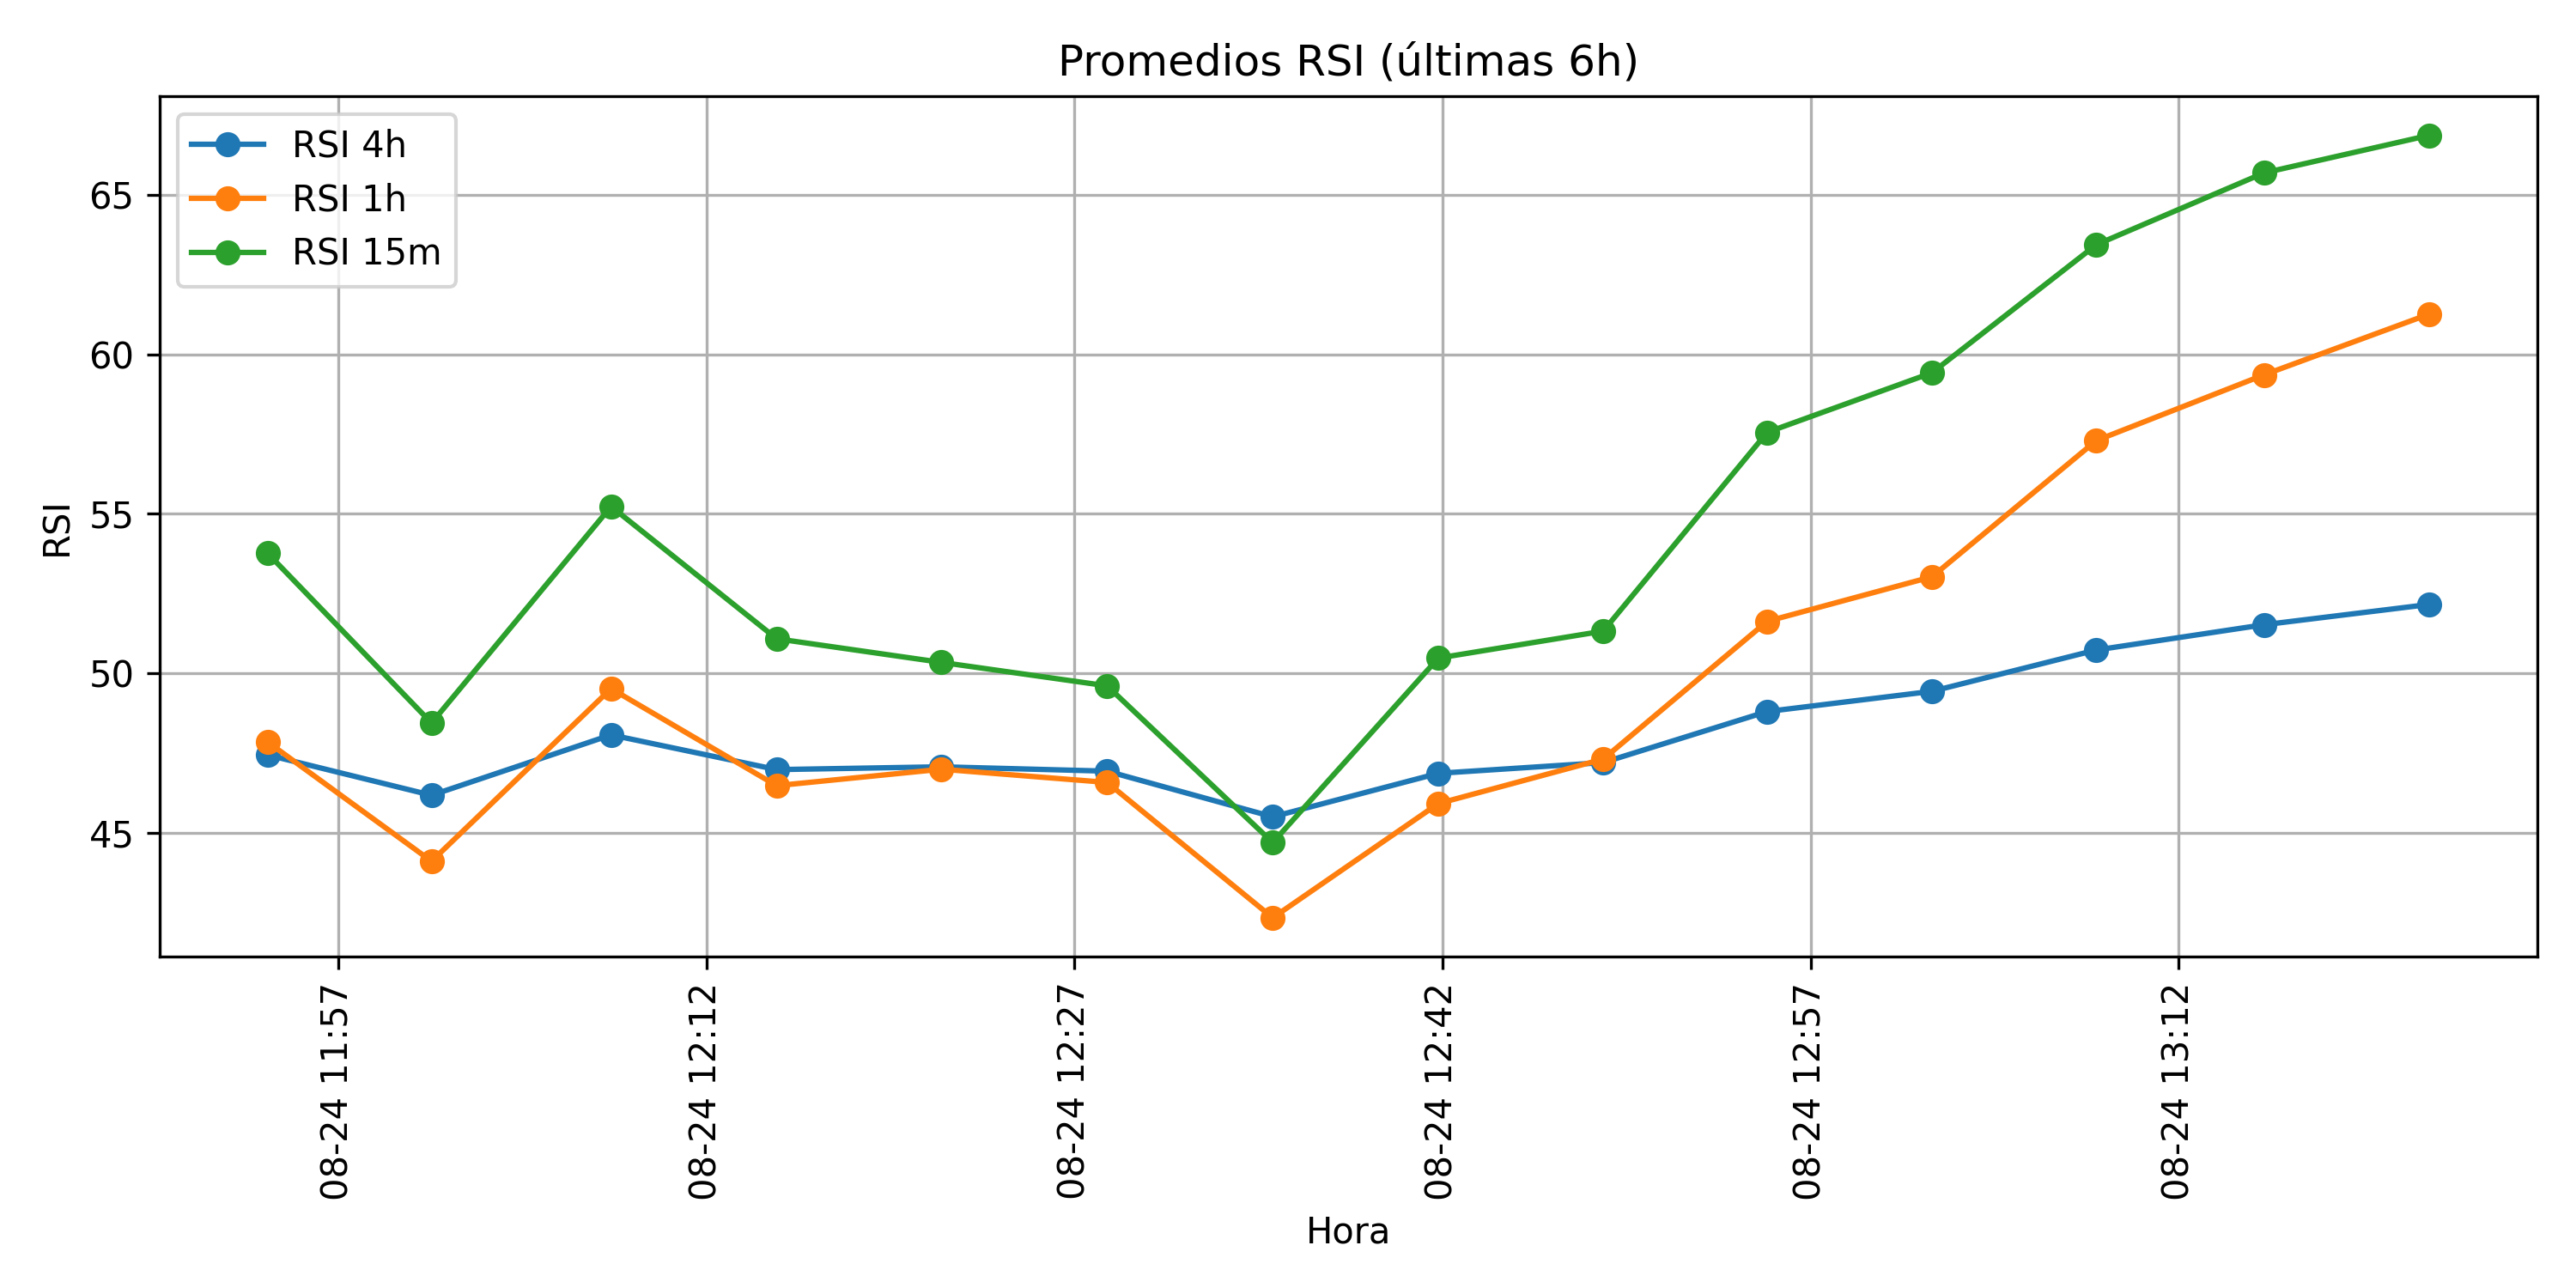 Promedios RSI (últimas 6h)
RSI 4h
RSI 1h
RSI 15m
RSI
65
60
55
50
45
08-24 11:57
08-24 12:12
08-24 12:27
08-24 12:42
08-24 12:57
08-24 13:12
Hora